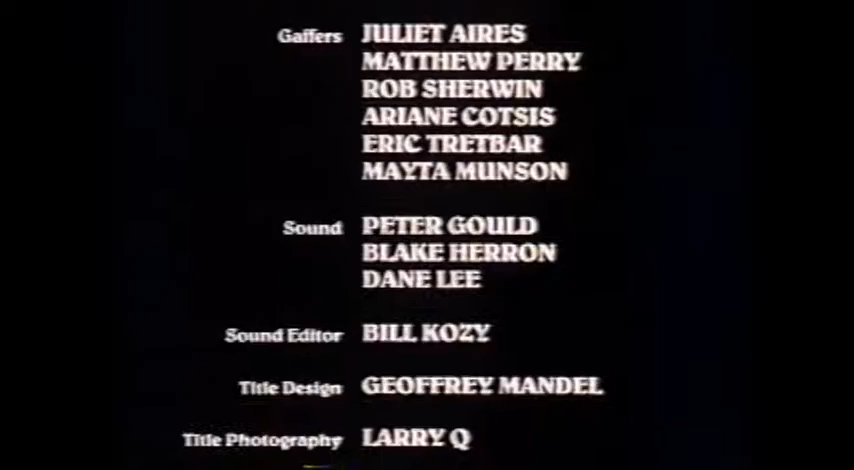 Gaffers JULIET AIRES
MATTHEW PERRY
ROB SHERWIN
ARIANE COTSIS
ERIC TRETBAR
MAYTA MUNSON
Sound PETER GOULD
BLAKE HERRON
DANE LEE
Sound Editor BILL KOZY
Title Design GEOFFREY MANDEL
Title Photography LARRY Q